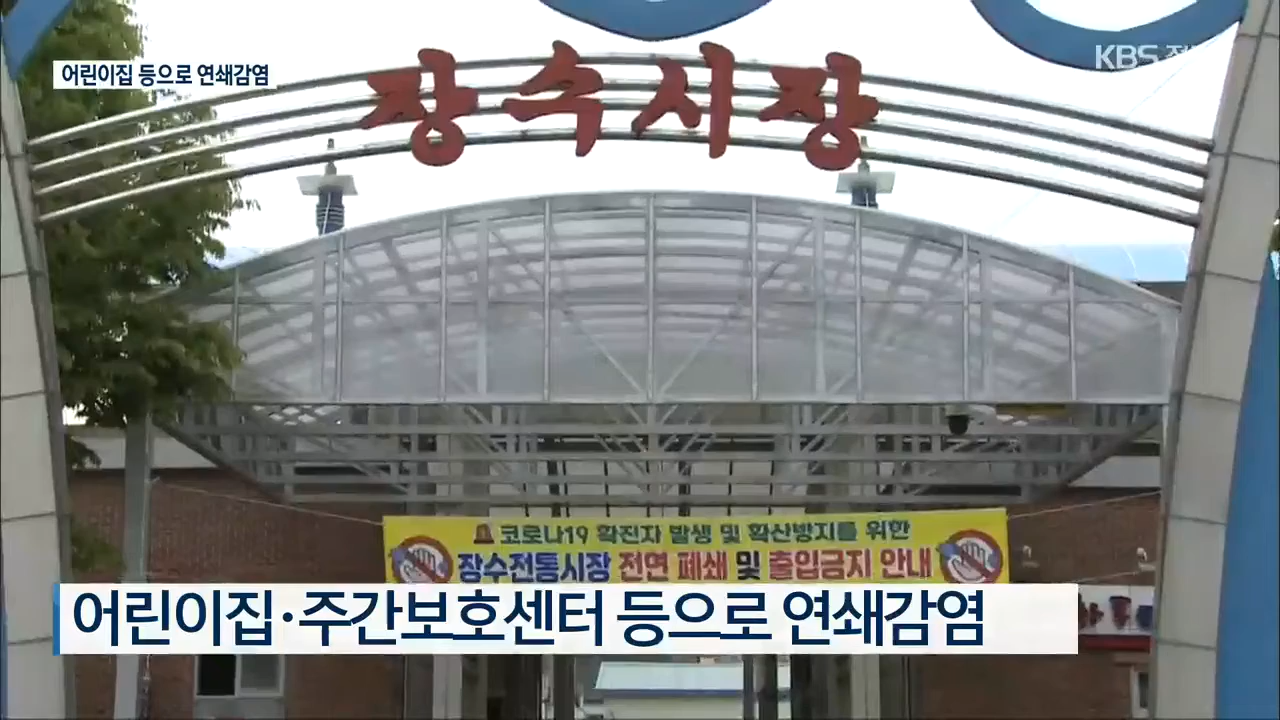 어린이집 등으로 연쇄감염
KBS
장수시장
코로나19 확진자 발생 및 확산방지를 위한
장수전통시장 전면 폐쇄 및 출입금지 안내
어린이집·주간보호센터 등으로 연쇄감염